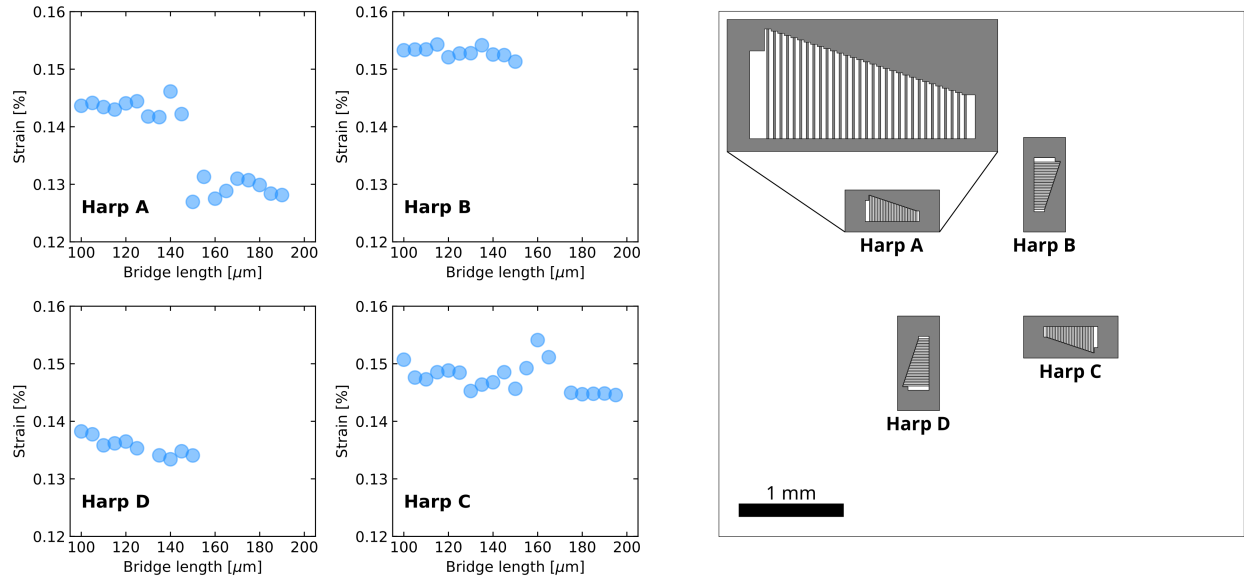 0.16
0.15
0.14
0.13
0.12
Strain [%]
Harp A
100 120 140 160 180 200
Bridge length [μm]
0.16
0.15
0.14
0.13
0.12
Strain [%]
Harp B
100 120 140 160 180 200
Bridge length [μm]
0.16
0.15
0.14
0.13
0.12
Strain [%]
Harp D
100 120 140 160 180 200
Bridge length [μm]
0.16
0.15
0.14
0.13
0.12
Strain [%]
Harp C
100 120 140 160 180 200
Bridge length [μm]
Harp A
Harp B
Harp C
Harp D
1 mm